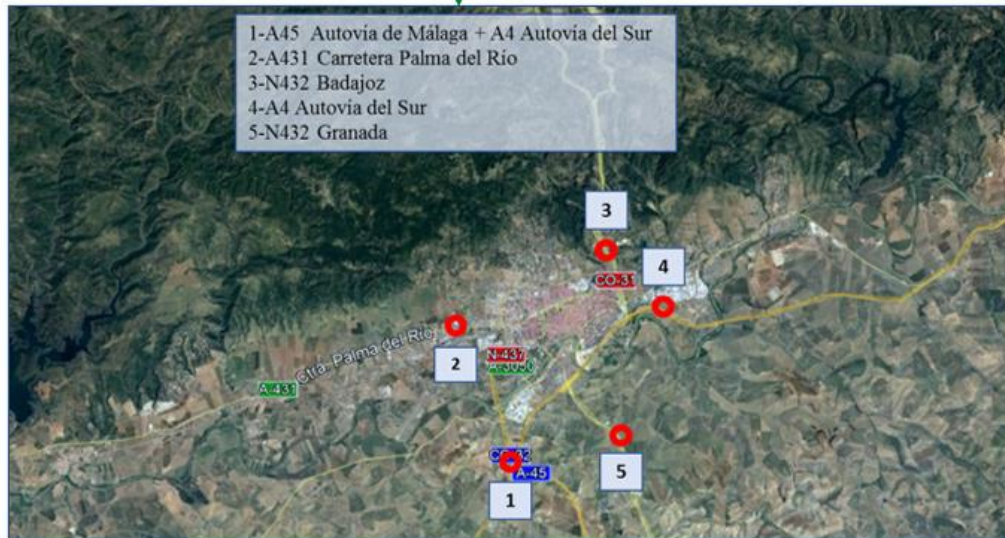 1-A45 Autovía de Málaga + A4 Autovía del Sur
2-A431 Carretera Palma del Río
3-N432 Badajoz
4-A4 Autovía del Sur
5-N432 Granada
3
4
CO-31
Ctra. Palma del Río
2
N-437
A-3050
A-431
CO-32
A-45
1
5